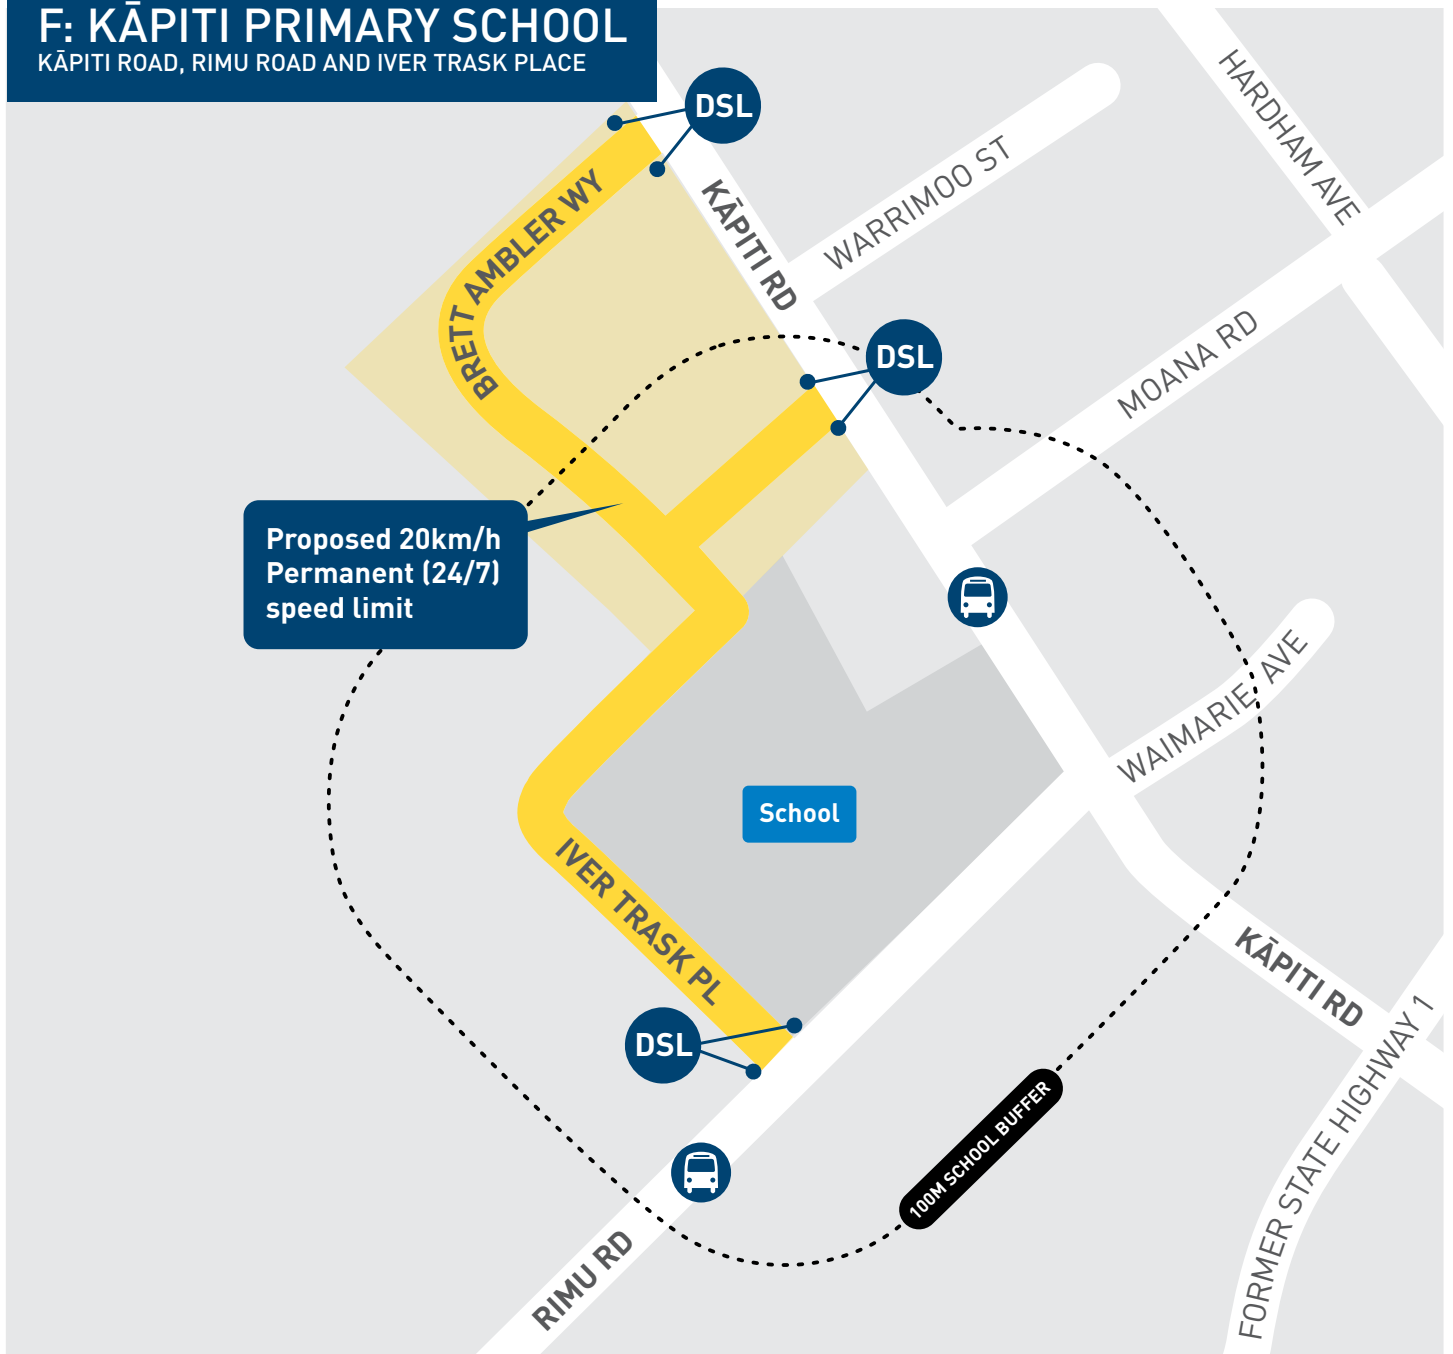 F: KĀPITI PRIMARY SCHOOL
KĀPITI ROAD, RIMU ROAD AND IVER TRASK PLACE
DSL
HARDHAM AVE
WARRIMOO ST
BRETT AMBLER WY
KĀPITI RD
DSL
MOANA RD
Proposed 20km/h
Permanent (24/7)
speed limit
WAIMARIE AVE
School
IVER TRASK PL
KĀPITI RD
DSL
100M SCHOOL BUFFER
FORMER STATE HIGHWAY 1
RIMU RD